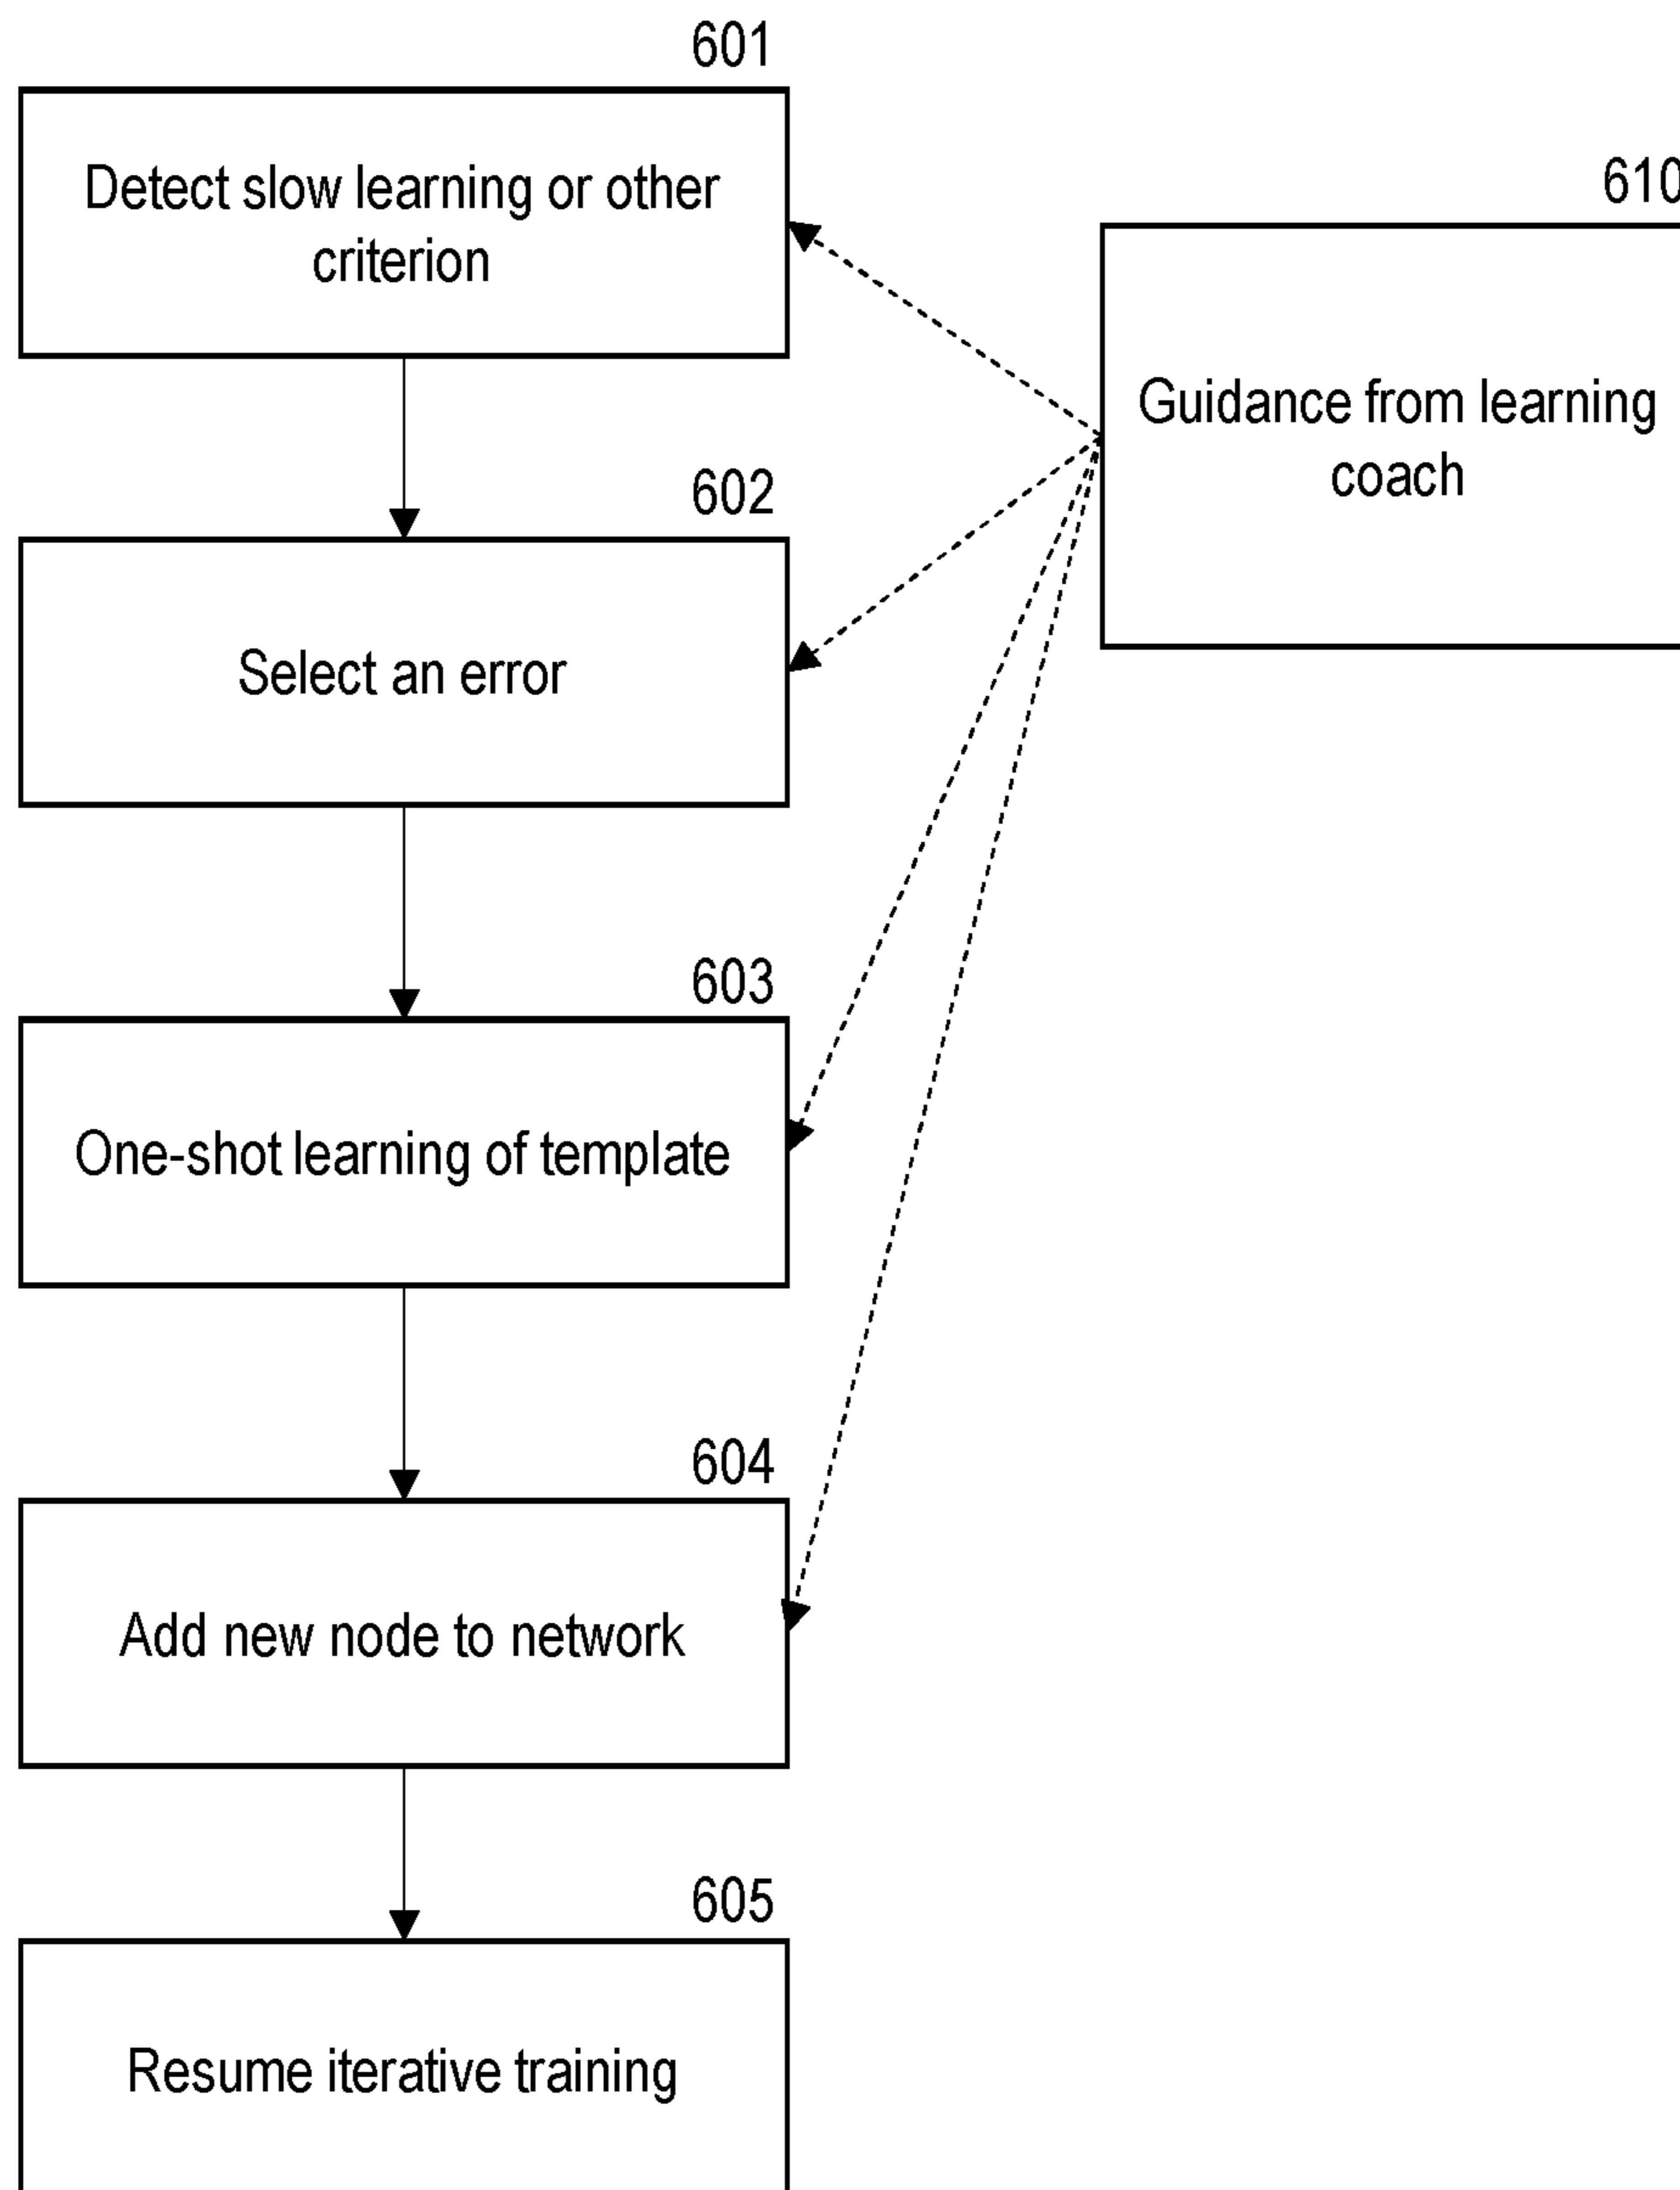 601
Detect slow learning or other
criterion
610
Guidance from learning
coach
602
Select an error
603
One-shot learning of template
604
Add new node to network
605
Resume iterative training